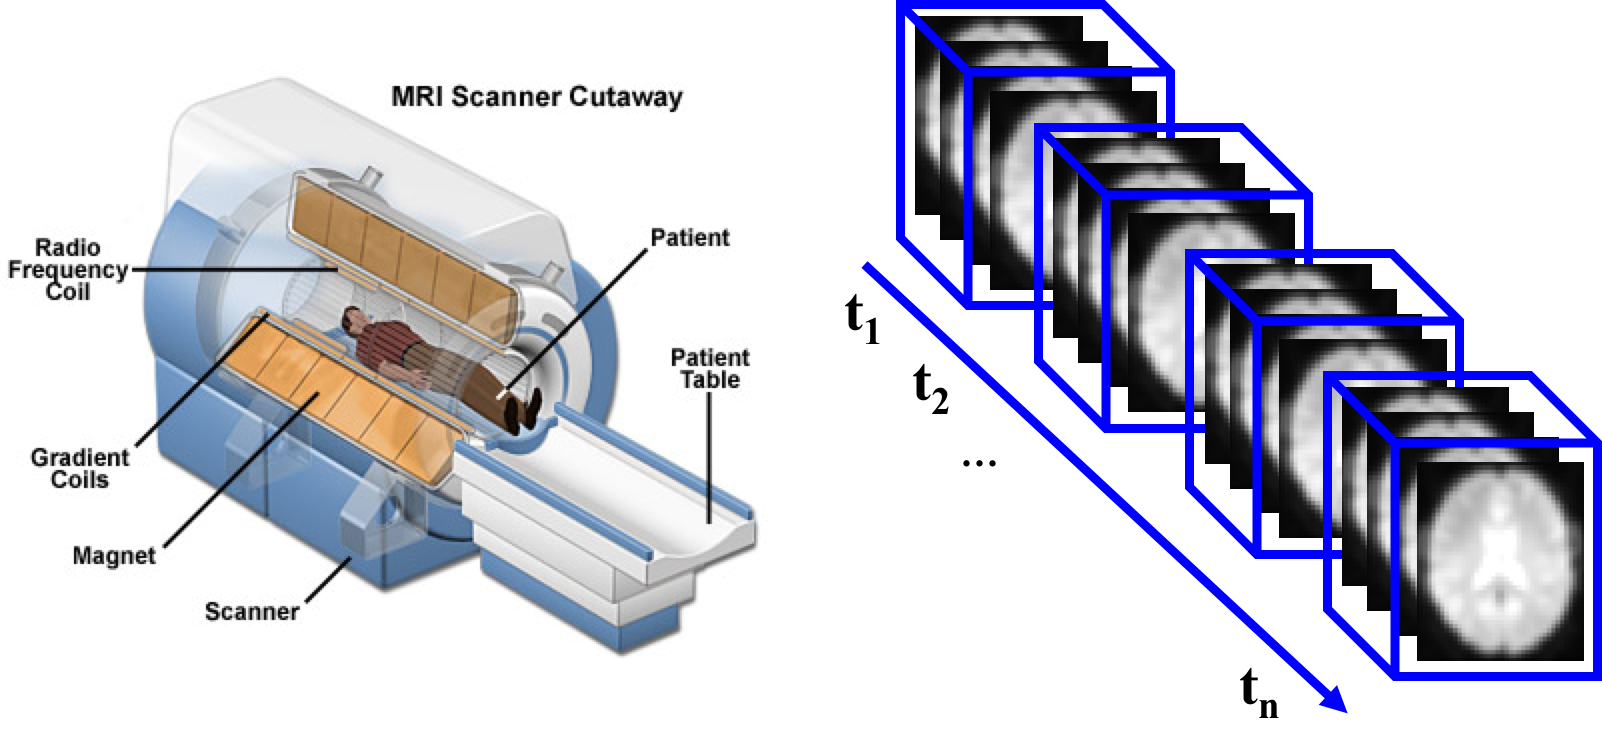 MRI Scanner Cutaway
Radio
Frequency
Coil
Patient
Patient
Table
Gradient
Coils
Magnet
Scanner
t1
t2
...
tn